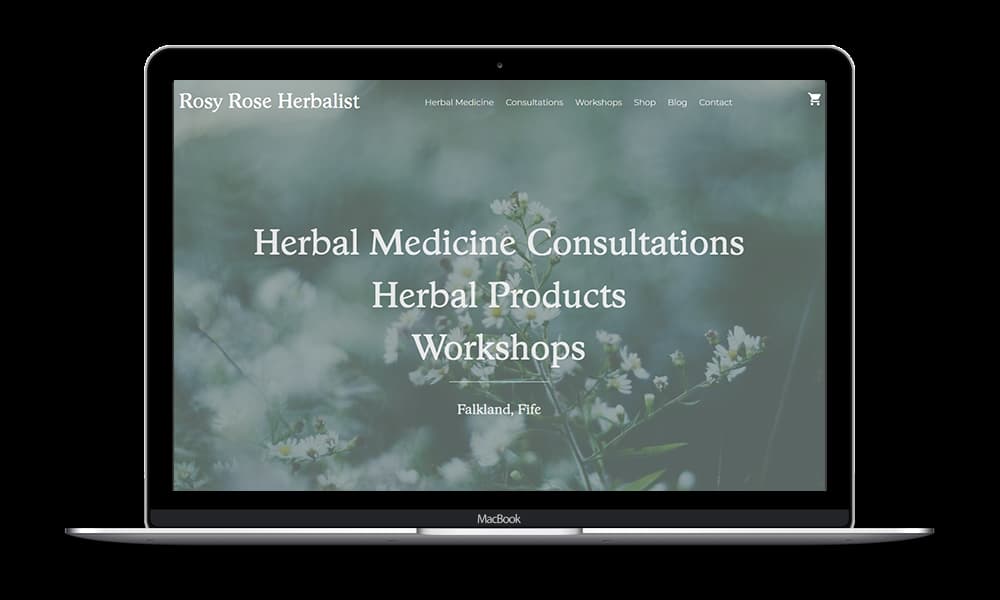 Rosy Rose Herbalist
Herbal Medicine Consultations Workshops Shop Blog Contact
Herbal Medicine Consultations
Herbal Products
Workshops
Falkland, Fife
MacBook